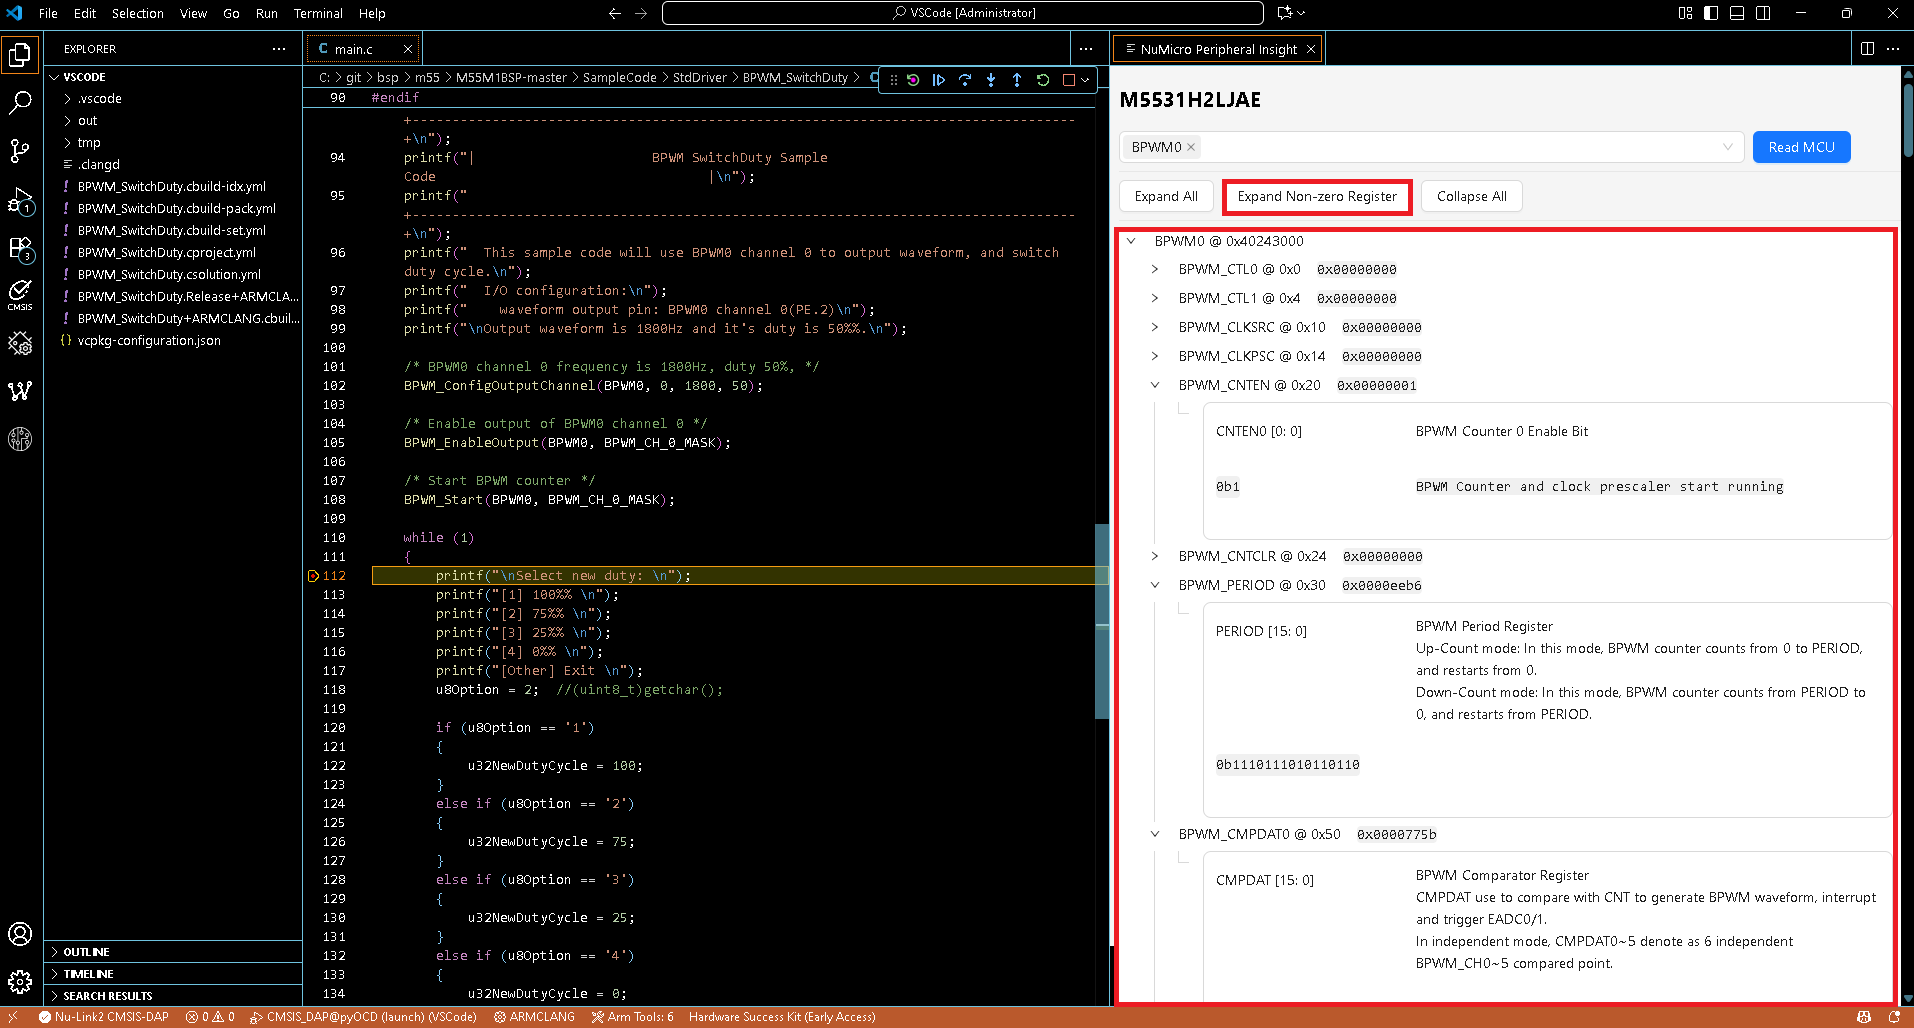 File Edit Selection View Go Run Terminal Help
VSCode [Administrator]
EXPLORER
VSCODE
.vscode
out
tmp
.clangd
BPWM_SwitchDuty.cbuild-idx.yml
BPWM_SwitchDuty.cbuild-pack.yml
BPWM_SwitchDuty.cbuild-set.yml
BPWM_SwitchDuty.cproject.yml
BPWM_SwitchDuty.csolution.yml
BPWM_SwitchDuty.Release+ARMCLA...
BPWM_SwitchDuty+ARMCLANG.cbuil...
{} vcpkg-configuration.json
1
3
CMSIS
OUTLINE
TIMELINE
SEARCH RESULTS
C main.c
C: > git > bsp > m55 > M55M1BSP-master > SampleCode > StdDriver > BPWM_SwitchDuty > C
90 #endif
+-----------------------------------------------------------------------------------
+\n");
94 printf("| BPWM SwitchDuty Sample
Code |\n");
95 printf("
+-----------------------------------------------------------------------------------
+\n");
96 printf("  This sample code will use BPWM0 channel 0 to output waveform, and switch
duty cycle.\n");
97 printf("  I/O configuration:\n");
98 printf("    waveform output pin: BPWM0 channel 0(PE.2)\n");
99 printf("\nOutput waveform is 1800Hz and it's duty is 50%%.\n");
100
101 /* BPWM0 channel 0 frequency is 1800Hz, duty 50%, */
102 BPWM_ConfigOutputChannel(BPWM0, 0, 1800, 50);
103
104 /* Enable output of BPWM0 channel 0 */
105 BPWM_EnableOutput(BPWM0, BPWM_CH_0_MASK);
106
107 /* Start BPWM counter */
108 BPWM_Start(BPWM0, BPWM_CH_0_MASK);
109
110 while (1)
111 {
112 printf("\nSelect new duty: \n");
113 printf("[1] 100%% \n");
114 printf("[2] 75%% \n");
115 printf("[3] 25%% \n");
116 printf("[4] 0%% \n");
117 printf("[Other] Exit \n");
118 u8Option = 2;  //(uint8_t)getchar();
119
120 if (u8Option == '1')
121 {
122 u32NewDutyCycle = 100;
123 }
124 else if (u8Option == '2')
125 {
126 u32NewDutyCycle = 75;
127 }
128 else if (u8Option == '3')
129 {
130 u32NewDutyCycle = 25;
131 }
132 else if (u8Option == '4')
133 {
134 u32NewDutyCycle = 0;
NuMicro Peripheral Insight
M5531H2LJAE
BPWM0
Read MCU
Expand All
Expand Non-zero Register
Collapse All
BPWM0 @ 0x40243000
BPWM_CTL0 @ 0x0 0x00000000
BPWM_CTL1 @ 0x4 0x00000000
BPWM_CLKSRC @ 0x10 0x00000000
BPWM_CLKPSC @ 0x14 0x00000000
BPWM_CNTEN @ 0x20 0x00000001
CNTEN0 [0: 0] BPWM Counter 0 Enable Bit
0b1 BPWM Counter and clock prescaler start running
BPWM_CNTCLR @ 0x24 0x00000000
BPWM_PERIOD @ 0x30 0x0000eeb6
PERIOD [15: 0] BPWM Period Register
Up-Count mode: In this mode, BPWM counter counts from 0 to PERIOD,
and restarts from 0.
Down-Count mode: In this mode, BPWM counter counts from PERIOD to
0, and restarts from PERIOD.
0b1110111010110110
BPWM_CMPDAT0 @ 0x50 0x0000775b
CMPDAT [15: 0] BPWM Comparator Register
CMPDAT use to compare with CNT to generate BPWM waveform, interrupt
and trigger EADC0/1.
In independent mode, CMPDAT0~5 denote as 6 independent
BPWM_CH0~5 compared point.
Nu-Link2 CMSIS-DAP 0 0 CMSIS_DAP@pyOCD (launch) (VSCode) ARMCLANG Arm Tools: 6 Hardware Success Kit (Early Access)